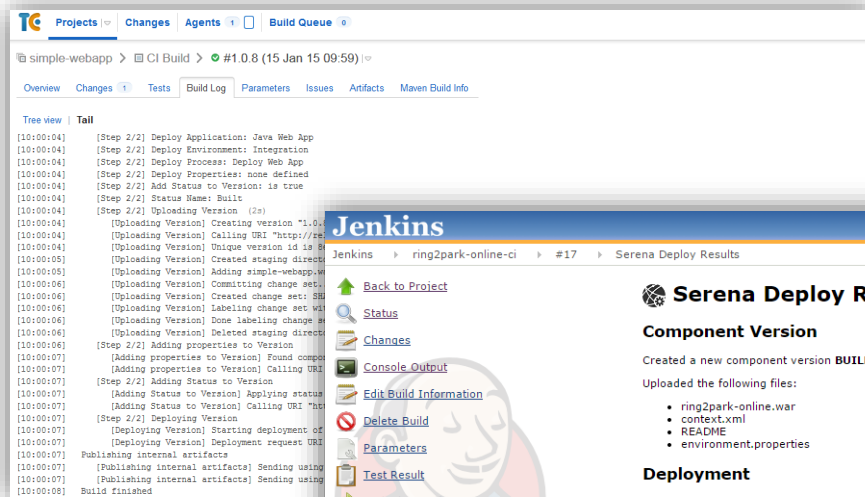 TC Projects Changes Agents 1 Build Queue 0
simple-webapp > CI Build > #1.0.8 (15 Jan 15 09:59)
Overview Changes 1 Tests Build Log Parameters Issues Artifacts Maven Build Info
Tree view | Tail
[10:00:04] [Step 2/2] Deploy Application: Java Web App
[10:00:04] [Step 2/2] Deploy Environment: Integration
[10:00:04] [Step 2/2] Deploy Process: Deploy Web App
[10:00:04] [Step 2/2] Deploy Properties: none defined
[10:00:04] [Step 2/2] Add Status to Version: is true
[10:00:04] [Step 2/2] Status Name: Built
[10:00:04] [Step 2/2] Uploading Version (2s)
[10:00:04] [Uploading Version] Creating version "1.0.
[10:00:04] [Uploading Version] Calling URI "http://re
[10:00:04] [Uploading Version] Unique version id is
[10:00:05] [Uploading Version] Created staging direct
[10:00:05] [Uploading Version] Adding simple-webapp.w
[10:00:06] [Uploading Version] Committing change set.
[10:00:06] [Uploading Version] Created change set: SHA
[10:00:06] [Uploading Version] Labeling change set wi
[10:00:06] [Uploading Version] Done labeling change s
[10:00:06] [Uploading Version] Deleted staging direct
[10:00:06] [Step 2/2] Adding properties to Version
[10:00:07] [Adding properties to Version] Found compo
[10:00:07] [Adding properties to Version] Calling URI
[10:00:07] [Step 2/2] Adding Status to Version
[10:00:07] [Adding Status to Version] Applying status
[10:00:07] [Adding Status to Version] Calling URI "ht
[10:00:07] [Step 2/2] Deploying Version
[10:00:07] [Deploying Version] Starting deployment of
[10:00:07] [Deploying Version] Deployment request URI
[10:00:07] Publishing internal artifacts
[10:00:07] [Publishing internal artifacts] Sending using
[10:00:07] [Publishing internal artifacts] Sending using
[10:00:08] Build finished
Jenkins
Jenkins ring2park-online-ci #17 Serena Deploy Results
Back to Project
Status
Changes
Console Output
Edit Build Information
Delete Build
Parameters
Test Result
Serena Deploy R
Component Version
Created a new component version BUIL
Uploaded the following files:
• ring2park-online.war
• context.xml
• README
• environment.properties
Deployment